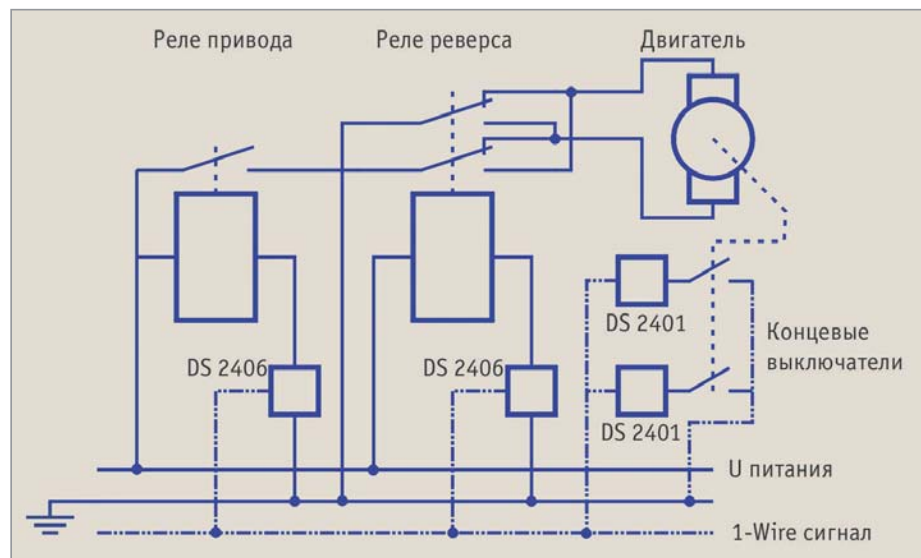 Реле привода
Реле реверса
Двигатель
DS 2401
DS 2406
DS 2406
DS 2401
Концевые
выключатели
U питания
1-Wire сигнал